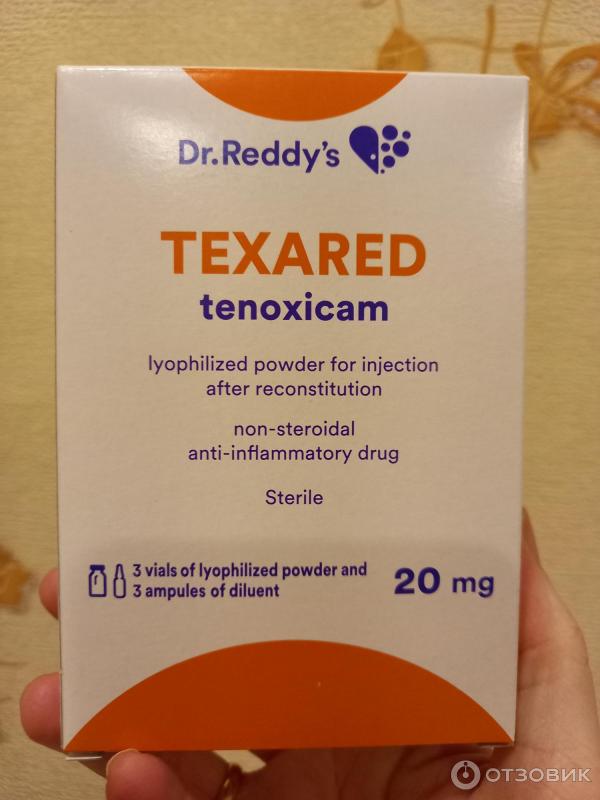 Dr.Reddy's
TEXARED
tenoxicam
lyophilized powder for injection
after reconstitution
non-steroidal
anti-inflammatory drug
Sterile
3 vials of lyophilized powder and
3 ampules of diluent
20 mg
ОТЗОВИК